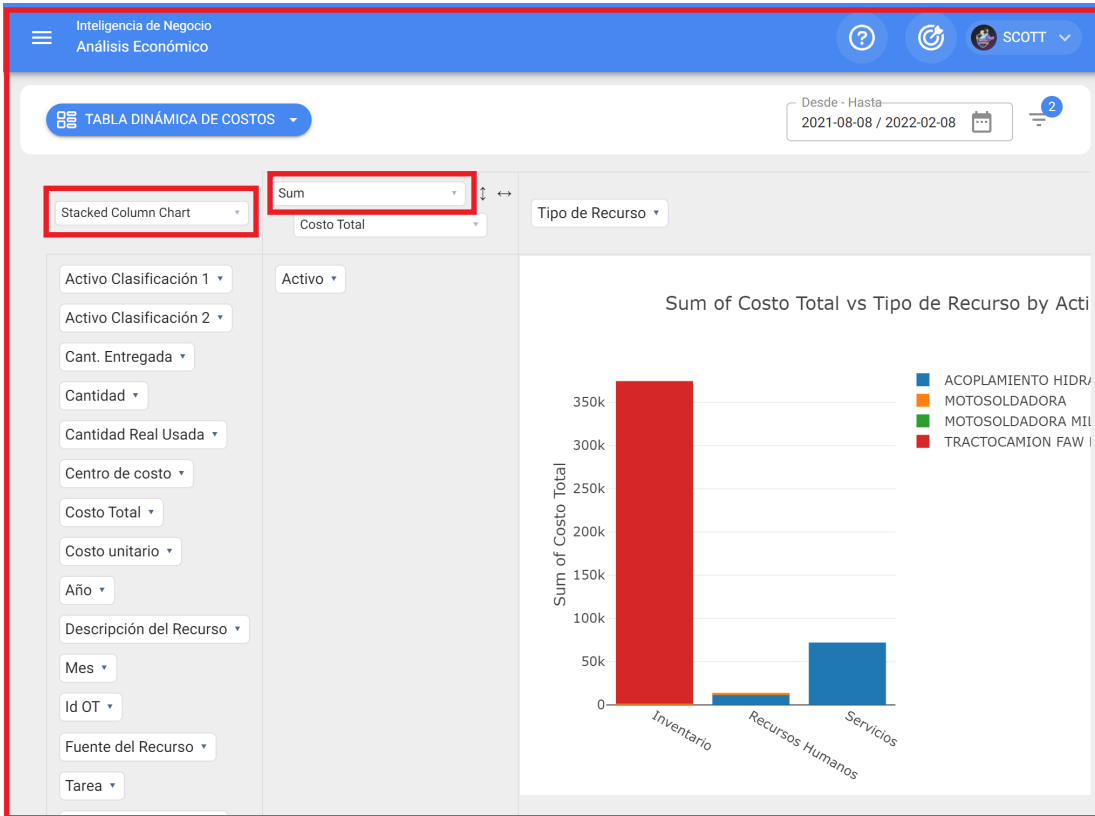 Inteligencia de Negocio
Análisis Económico
SCOTT
TABLA DINÁMICA DE COSTOS
Desde - Hasta
2021-08-08 / 2022-02-08
2
Stacked Column Chart
Sum
Costo Total
Tipo de Recurso
Activo Clasificación 1
Activo Clasificación 2
Cant. Entregada
Cantidad
Cantidad Real Usada
Centro de costo
Costo Total
Costo unitario
Año
Descripción del Recurso
Mes
Id OT
Fuente del Recurso
Tarea
Activo
Sum of Costo Total vs Tipo de Recurso by Acti
ACOPLAMIENTO HIDRA
MOTOSOLDADORA
MOTOSOLDADORA MIL
TRACTOCAMION FAW
Sum of Costo Total
350k
300k
250k
200k
150k
100k
50k
0
Inventario
Recursos Humanos
Servicios